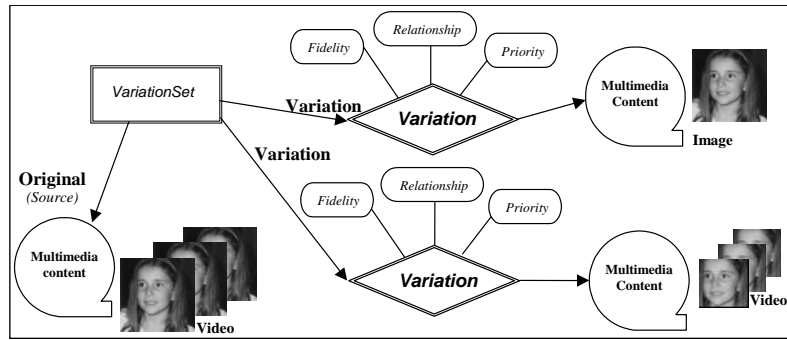 Relationship
Fidelity
Priority
VariationSet
Variation
Variation
Multimedia
Content
Image
Variation
Original
(Source)
Relationship
Fidelity
Priority
Multimedia
content
Video
Variation
Multimedia
Content
Video